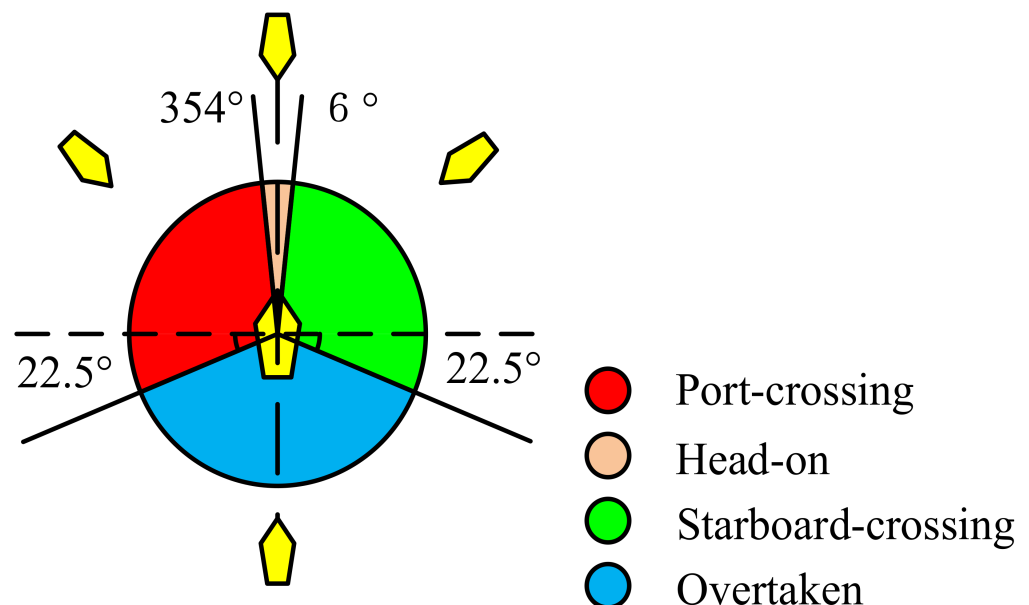 354°
6 °
22.5°
22.5°
Port-crossing
Head-on
Starboard-crossing
Overtaken